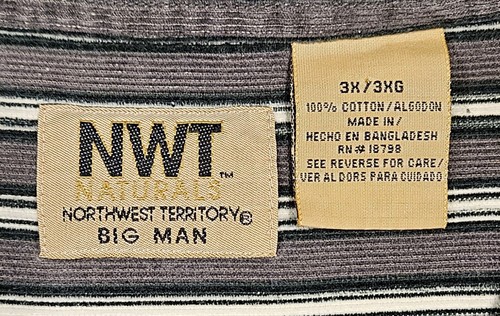 NWT™
NATURALS
NORTHWEST TERRITORY®
BIG MAN
3X/3XG
100% COTTON/ALGODON
MADE IN/
HECHO EN BANGLADESH
RN# 18798
SEE REVERSE FOR CARE/
VER AL DORS PARA CUIDADO